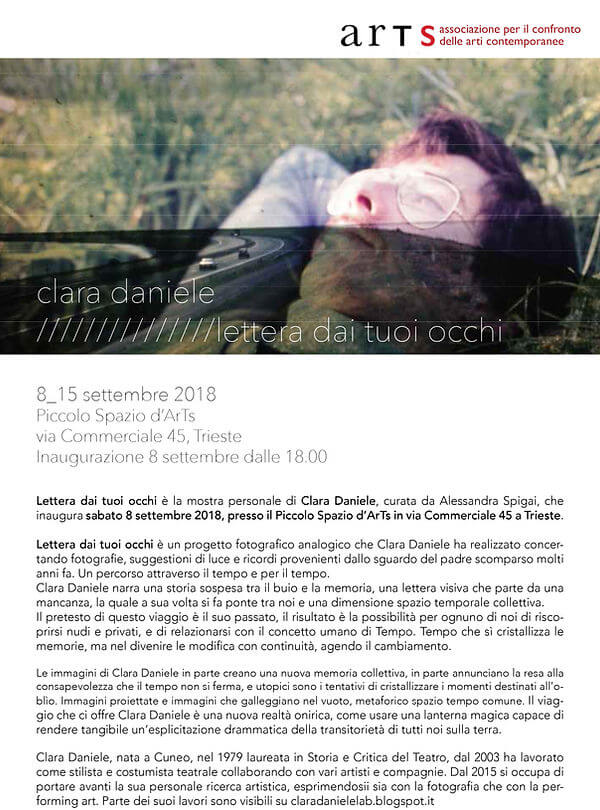 arTs associazione per il confronto
delle arti contemporanee
clara daniele
///////////////lettera dai tuoi occhi
8_15 settembre 2018
Piccolo Spazio d'ArTs
via Commerciale 45, Trieste
Inaugurazione 8 settembre dalle 18.00
Lettera dai tuoi occhi è la mostra personale di Clara Daniele, curata da Alessandra Spigai, che
inaugura sabato 8 settembre 2018, presso il Piccolo Spazio d'ArTs in via Commerciale 45 a Trieste.
Lettera dai tuoi occhi è un progetto fotografico analogico che Clara Daniele ha realizzato concer-
tando fotografie, suggestioni di luce e ricordi provenienti dallo sguardo del padre scomparso molti
anni fa. Un percorso attraverso il tempo e per il tempo.
Clara Daniele narra una storia sospesa tra il buio e la memoria, una lettera visiva che parte da una
mancanza, la quale a sua volta si fa ponte tra noi e una dimensione spazio temporale collettiva.
Il pretesto di questo viaggio è il suo passato, il risultato è la possibilità per ognuno di noi di risco-
prirsi nudi e privati, e di relazionarsi con il concetto umano di Tempo. Tempo che sì cristallizza le
memorie, ma nel divenire le modifica con continuità, agendo il cambiamento.
Le immagini di Clara Daniele in parte creano una nuova memoria collettiva, in parte annunciano la resa alla
consapevolezza che il tempo non si ferma, e utopici sono i tentativi di cristallizzare i momenti destinati all'o-
blio. Immagini proiettate e immagini che galleggiano nel vuoto, metaforico spazio tempo comune. Il viag-
gio che ci offre Clara Daniele è una nuova realtà onirica, come usare una lanterna magica capace di
rendere tangibile un'esplicitazione drammatica della transitorietà di tutti noi sulla terra.
Clara Daniele, nata a Cuneo, nel 1979 laureata in Storia e Critica del Teatro, dal 2003 ha lavorato
come stilista e costumista teatrale collaborando con vari artisti e compagnie. Dal 2015 si occupa di
portare avanti la sua personale ricerca artistica, esprimendosii sia con la fotografia che con la per-
forming art. Parte dei suoi lavori sono visibili su claradanielelab.blogspot.it